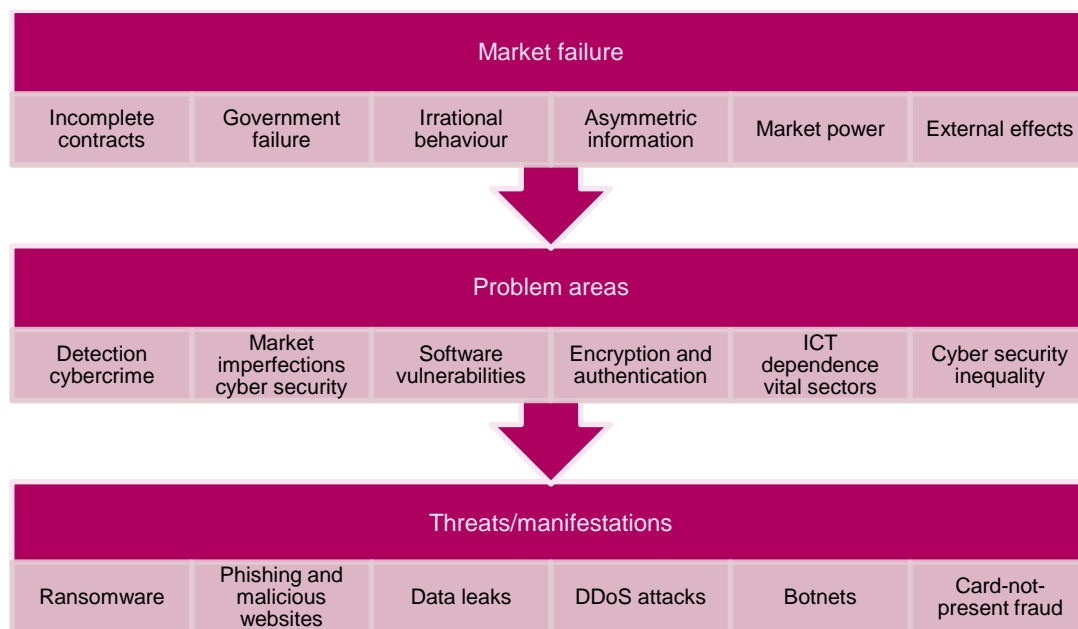 Market failure
Incomplete
contracts
Government
failure
Irrational
behaviour
Asymmetric
information
Market power
External effects
Problem areas
Detection
cybercrime
Market
imperfections
cyber security
Software
vulnerabilities
Encryption and
authentication
ICT
dependence
vital sectors
Cyber security
inequality
Threats/manifestations
Ransomware
Phishing and
malicious
websites
Data leaks
DDoS attacks
Botnets
Card-not-
present fraud